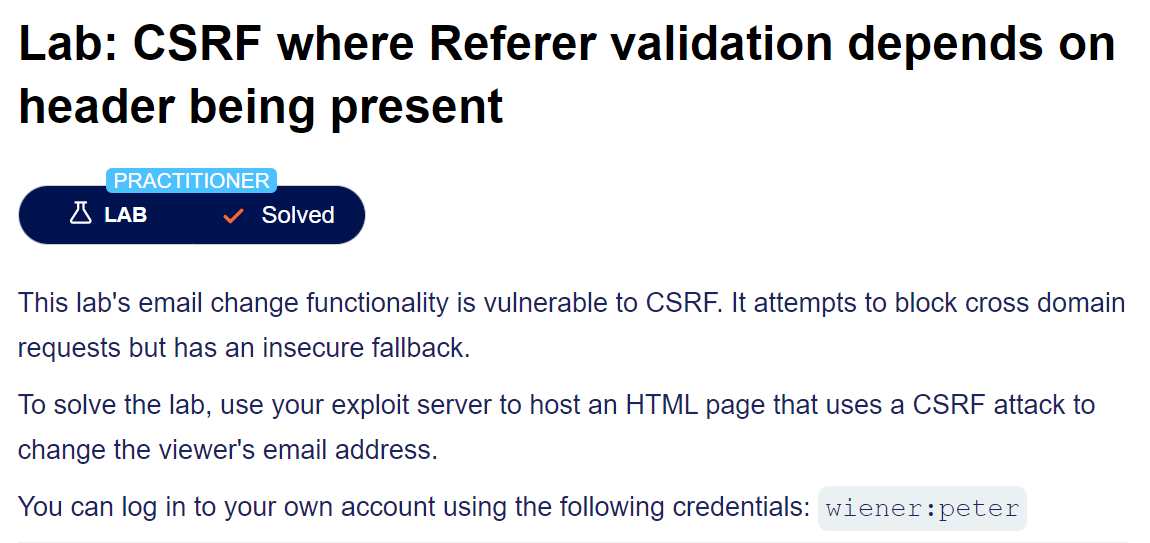 Lab: CSRF where Referer validation depends on
header being present
PRACTITIONER
LAB Solved
This lab's email change functionality is vulnerable to CSRF. It attempts to block cross domain
requests but has an insecure fallback.
To solve the lab, use your exploit server to host an HTML page that uses a CSRF attack to
change the viewer's email address.
You can log in to your own account using the following credentials: wiener:peter